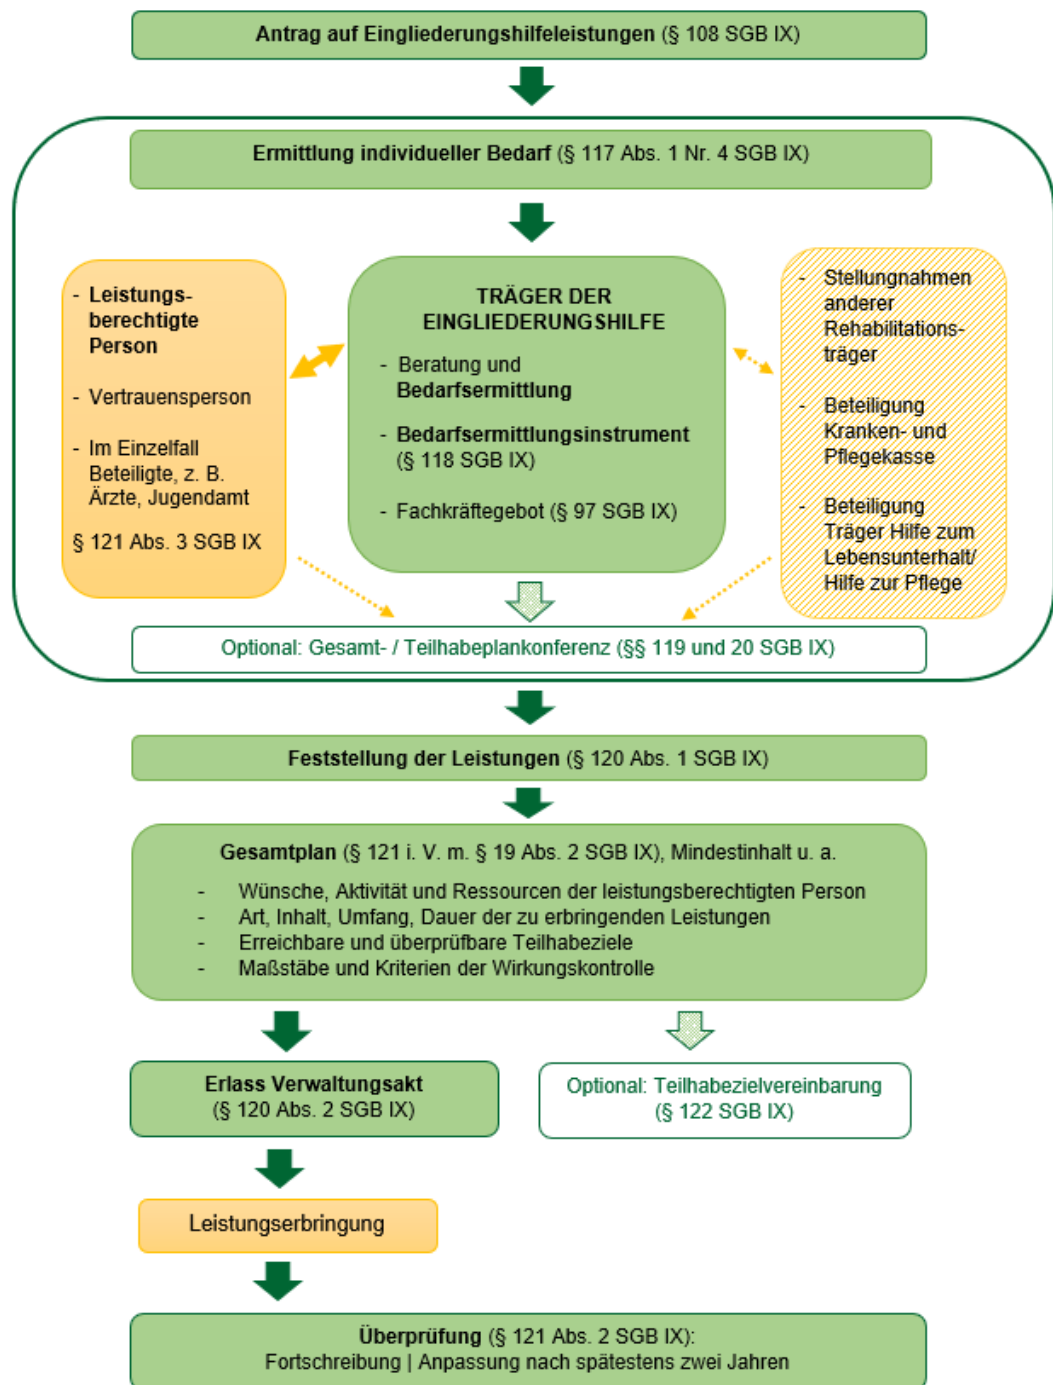 Antrag auf Eingliederungshilfeleistungen (§ 108 SGB IX)
Ermittlung individueller Bedarf (§ 117 Abs. 1 Nr. 4 SGB IX)
- Leistungs-
berechtigte
Person
- Vertrauensperson
- Im Einzelfall
Beteiligte, z. B.
Ärzte, Jugendamt
§ 121 Abs. 3 SGB IX
TRÄGER DER
EINGLIEDERUNGSHILFE
- Beratung und
Bedarfsermittlung
- Bedarfsermittlungsinstrument
(§ 118 SGB IX)
- Fachkräftegebot (§ 97 SGB IX)
- Stellungnahmen
anderer
Rehabilitations-
träger
- Beteiligung
Kranken- und
Pflegekasse
- Beteiligung
Träger Hilfe zum
Lebensunterhalt/
Hilfe zur Pflege
Optional: Gesamt- / Teilhabeplankonferenz (§§ 119 und 20 SGB IX)
Feststellung der Leistungen (§ 120 Abs. 1 SGB IX)
Gesamtplan (§ 121 i. V. m. § 19 Abs. 2 SGB IX), Mindestinhalt u. a.
- Wünsche, Aktivität und Ressourcen der leistungsberechtigten Person
- Art, Inhalt, Umfang, Dauer der zu erbringenden Leistungen
- Erreichbare und überprüfbare Teilhabeziele
- Maßstäbe und Kriterien der Wirkungskontrolle
Erlass Verwaltungsakt
(§ 120 Abs. 2 SGB IX)
Optional: Teilhabezielvereinbarung
(§ 122 SGB IX)
Leistungserbringung
Überprüfung (§ 121 Abs. 2 SGB IX):
Fortschreibung | Anpassung nach spätestens zwei Jahren